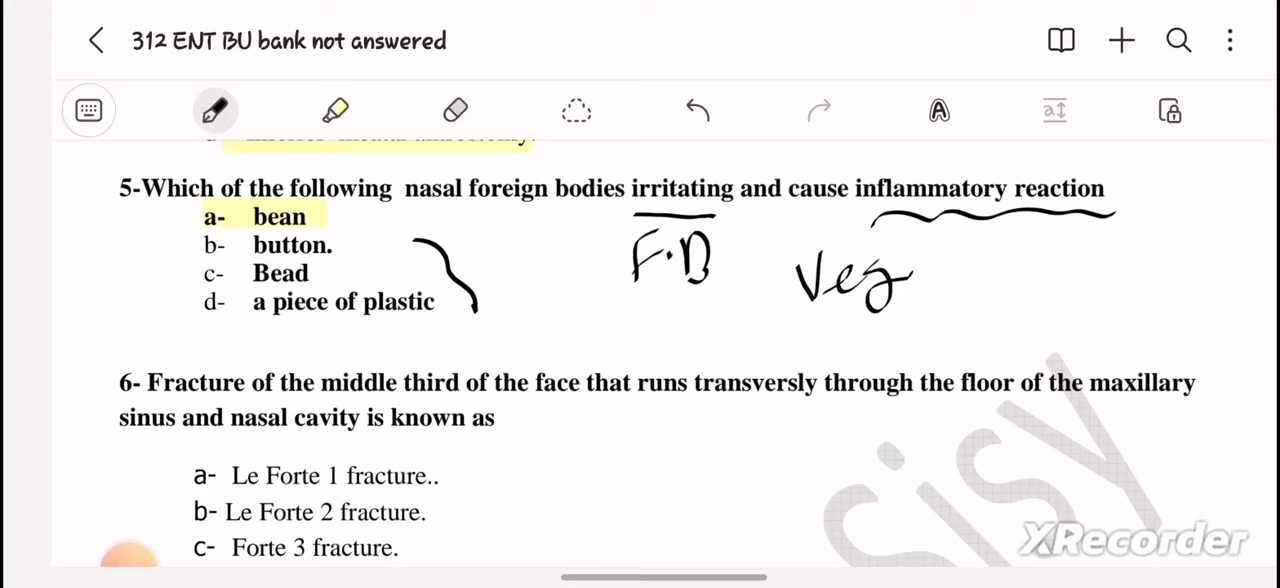 312 ENT BU bank not answered
5-Which of the following nasal foreign bodies irritating and cause inflammatory reaction
a- bean
b- button.
c- Bead
d- a piece of plastic
F.B
Veg
6- Fracture of the middle third of the face that runs transversly through the floor of the maxillary
sinus and nasal cavity is known as
a- Le Forte 1 fracture..
b- Le Forte 2 fracture.
c- Forte 3 fracture.
Sisy
XRecorder